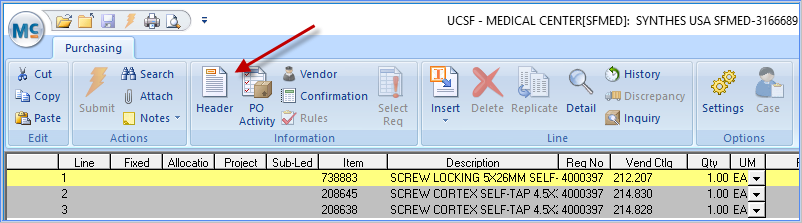 MC
UCSF - MEDICAL CENTER[SFMED]: SYNTHES USA SFMED-3166689
Purchasing
Cut
Copy
Paste
Edit
Submit
Search
Attach
Notes
Actions
Header
PO Activity
Vendor
Confirmation
Rules
Select Req
Information
Insert
Delete
Replicate
Detail
History
Discrepancy
Inquiry
Line
Settings
Case
Options
Line Fixed Allocatio Project Sub-Led Item Description Req No Vend Ctlg Qty UM
1 738883 SCREW LOCKING 5X26MM SELF- 4000397 212.207 1.00 EA
2 208645 SCREW CORTEX SELF-TAP 4.5X 4000397 214.830 1.00 EA
3 208638 SCREW CORTEX SELF-TAP 4.5X 4000397 214.828 1.00 EA